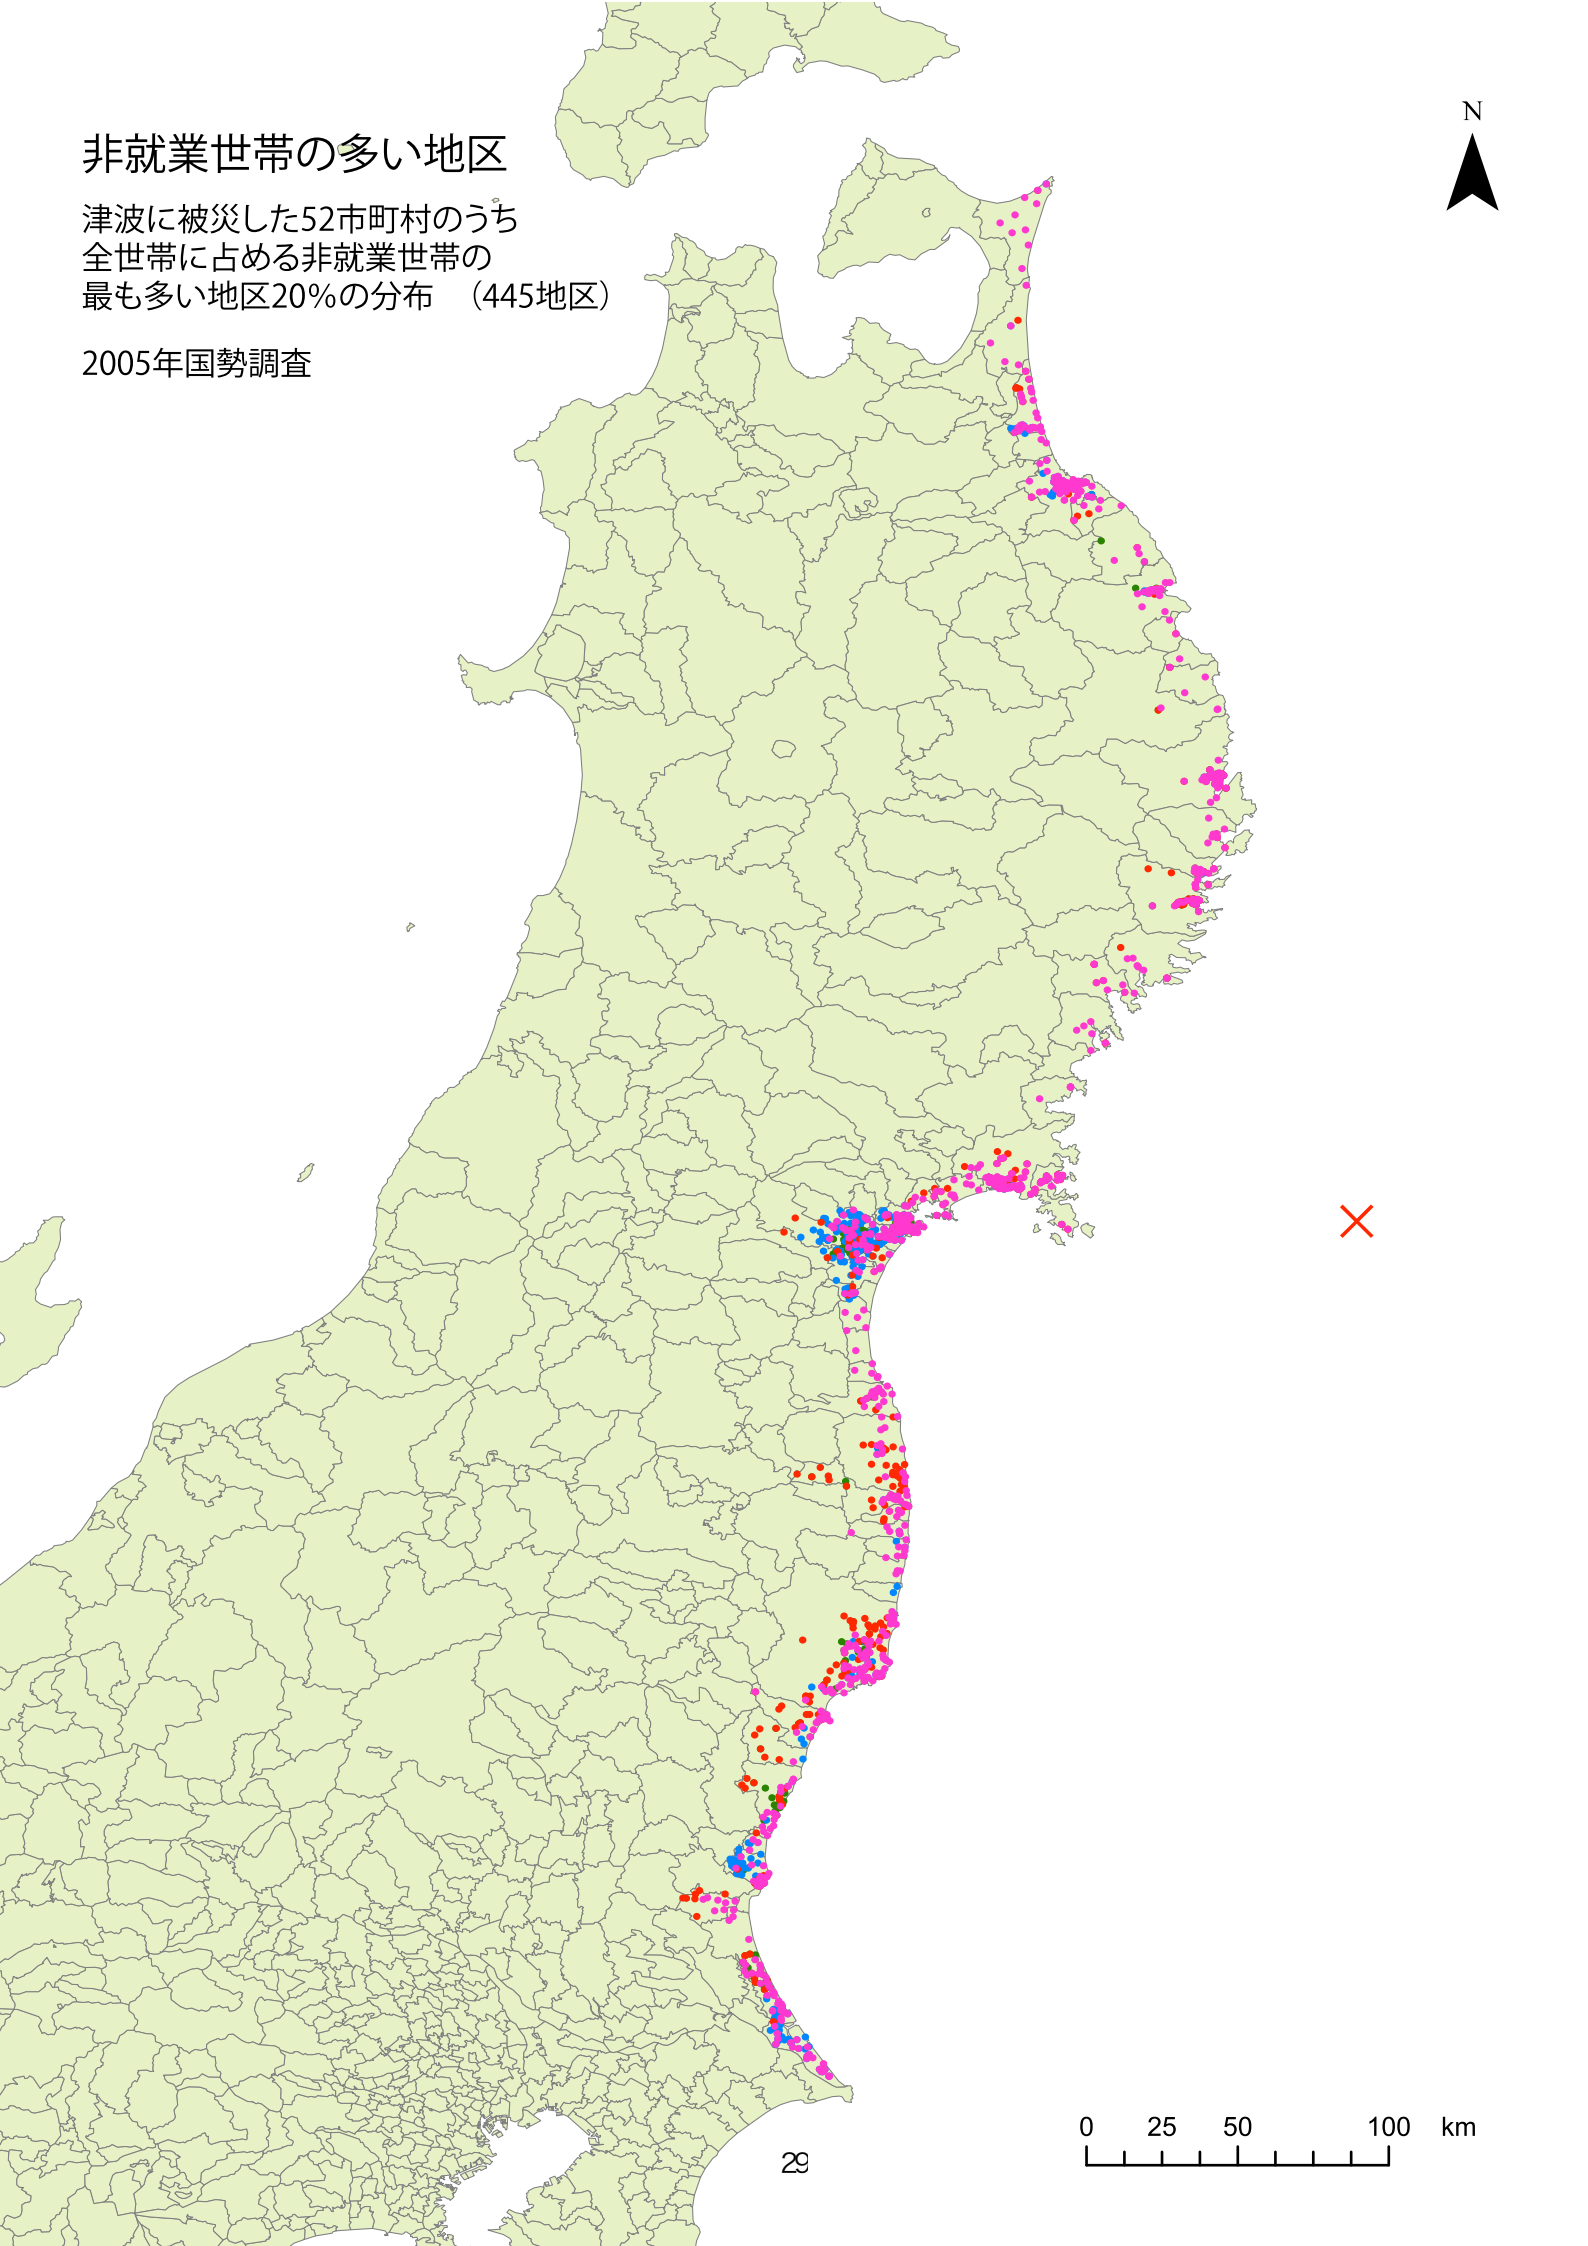 非就業世帯の多い地区
津波に被災した52市町村のうち
全世帯に占める非就業世帯の
最も多い地区20%の分布　（445地区）
2005年国勢調査
N
0 25 50 100 km
29